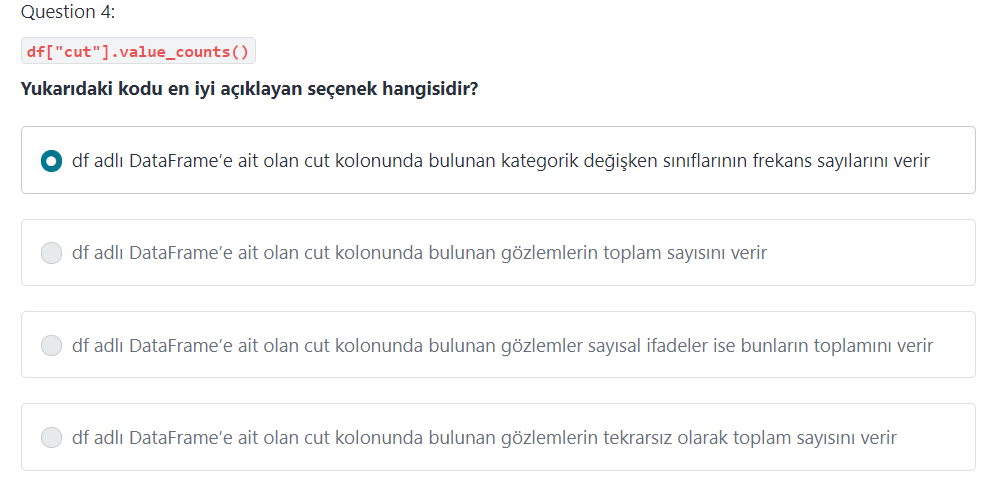 Question 4:
df["cut"].value_counts()
Yukarıdaki kodu en iyi açıklayan seçenek hangisidir?
df adlı DataFrame'e ait olan cut kolonunda bulunan kategorik değişken sınıflarının frekans sayılarını verir
df adlı DataFrame'e ait olan cut kolonunda bulunan gözlemlerin toplam sayısını verir
df adlı DataFrame'e ait olan cut kolonunda bulunan gözlemler sayısal ifadeler ise bunların toplamını verir
df adlı DataFrame'e ait olan cut kolonunda bulunan gözlemlerin tekrarsız olarak toplam sayısını verir